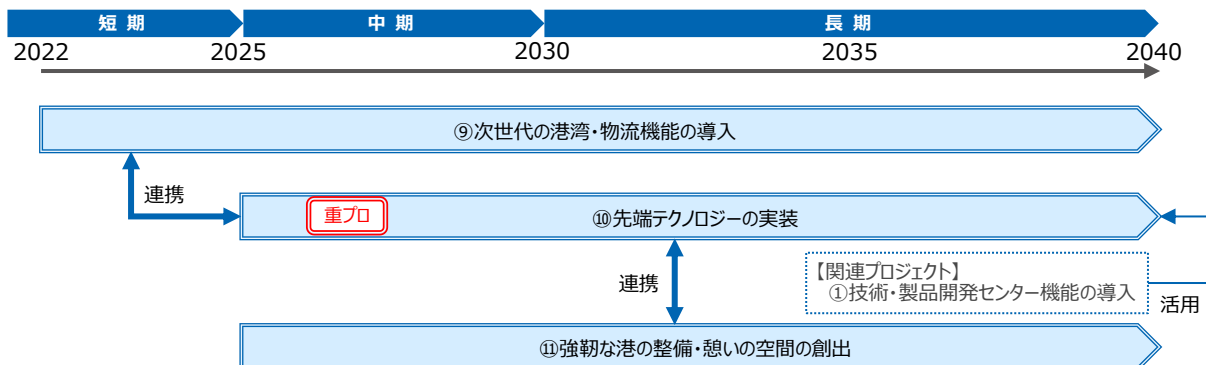 短期 中期 長期
2022 2025 2030 2035 2040
⑨次世代の港湾・物流機能の導入
連携
重プロ ⑩先端テクノロジーの実装
連携
【関連プロジェクト】
①技術・製品開発センター機能の導入
活用
⑪強靭な港の整備・憩いの空間の創出